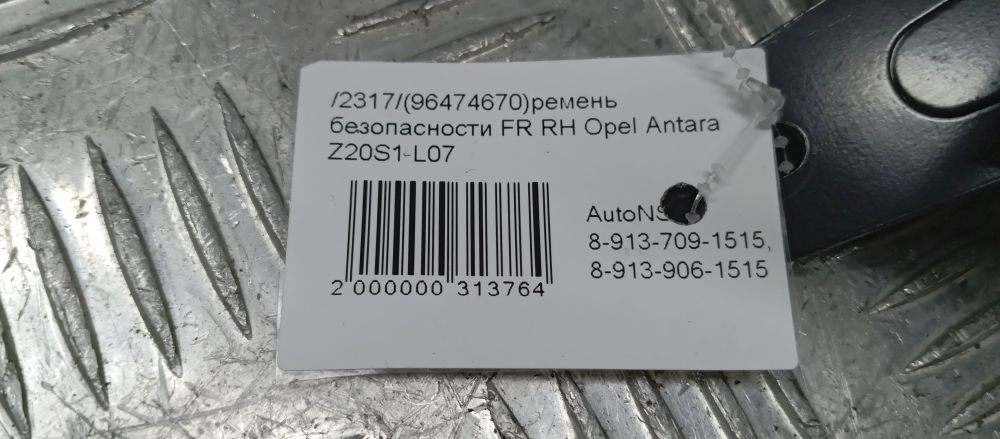 /2317/(96474670)ремень
безопасности FR RH Opel Antara
Z20S1-L07
8-913-709-1515,
8-913-906-1515
2 000000 313764